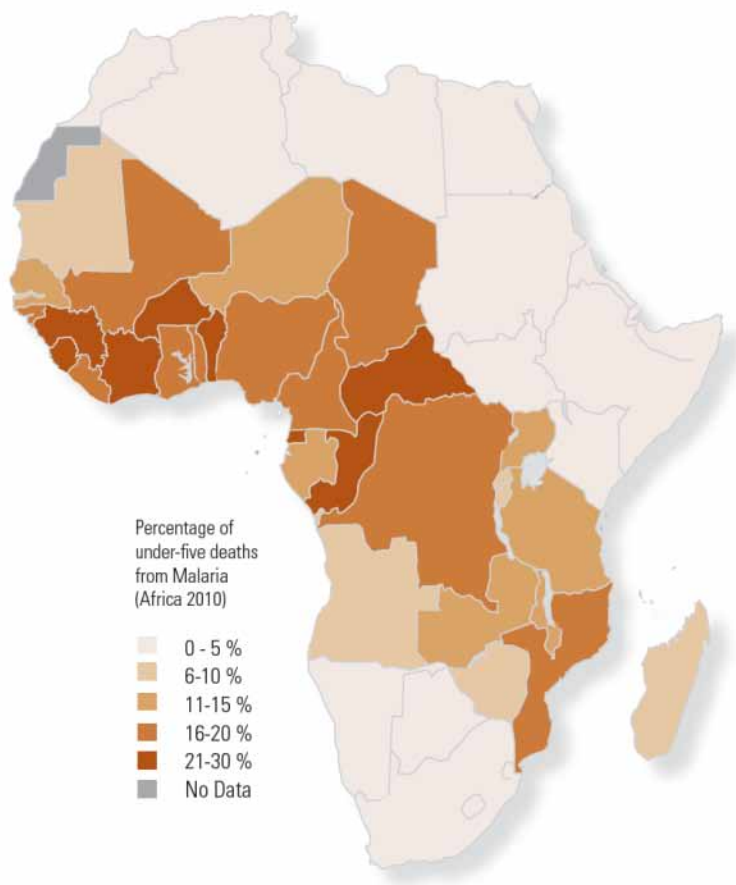 Percentage of
under-five deaths
from Malaria
(Africa 2010)
0 - 5 %
6-10 %
11-15 %
16-20 %
21-30 %
No Data